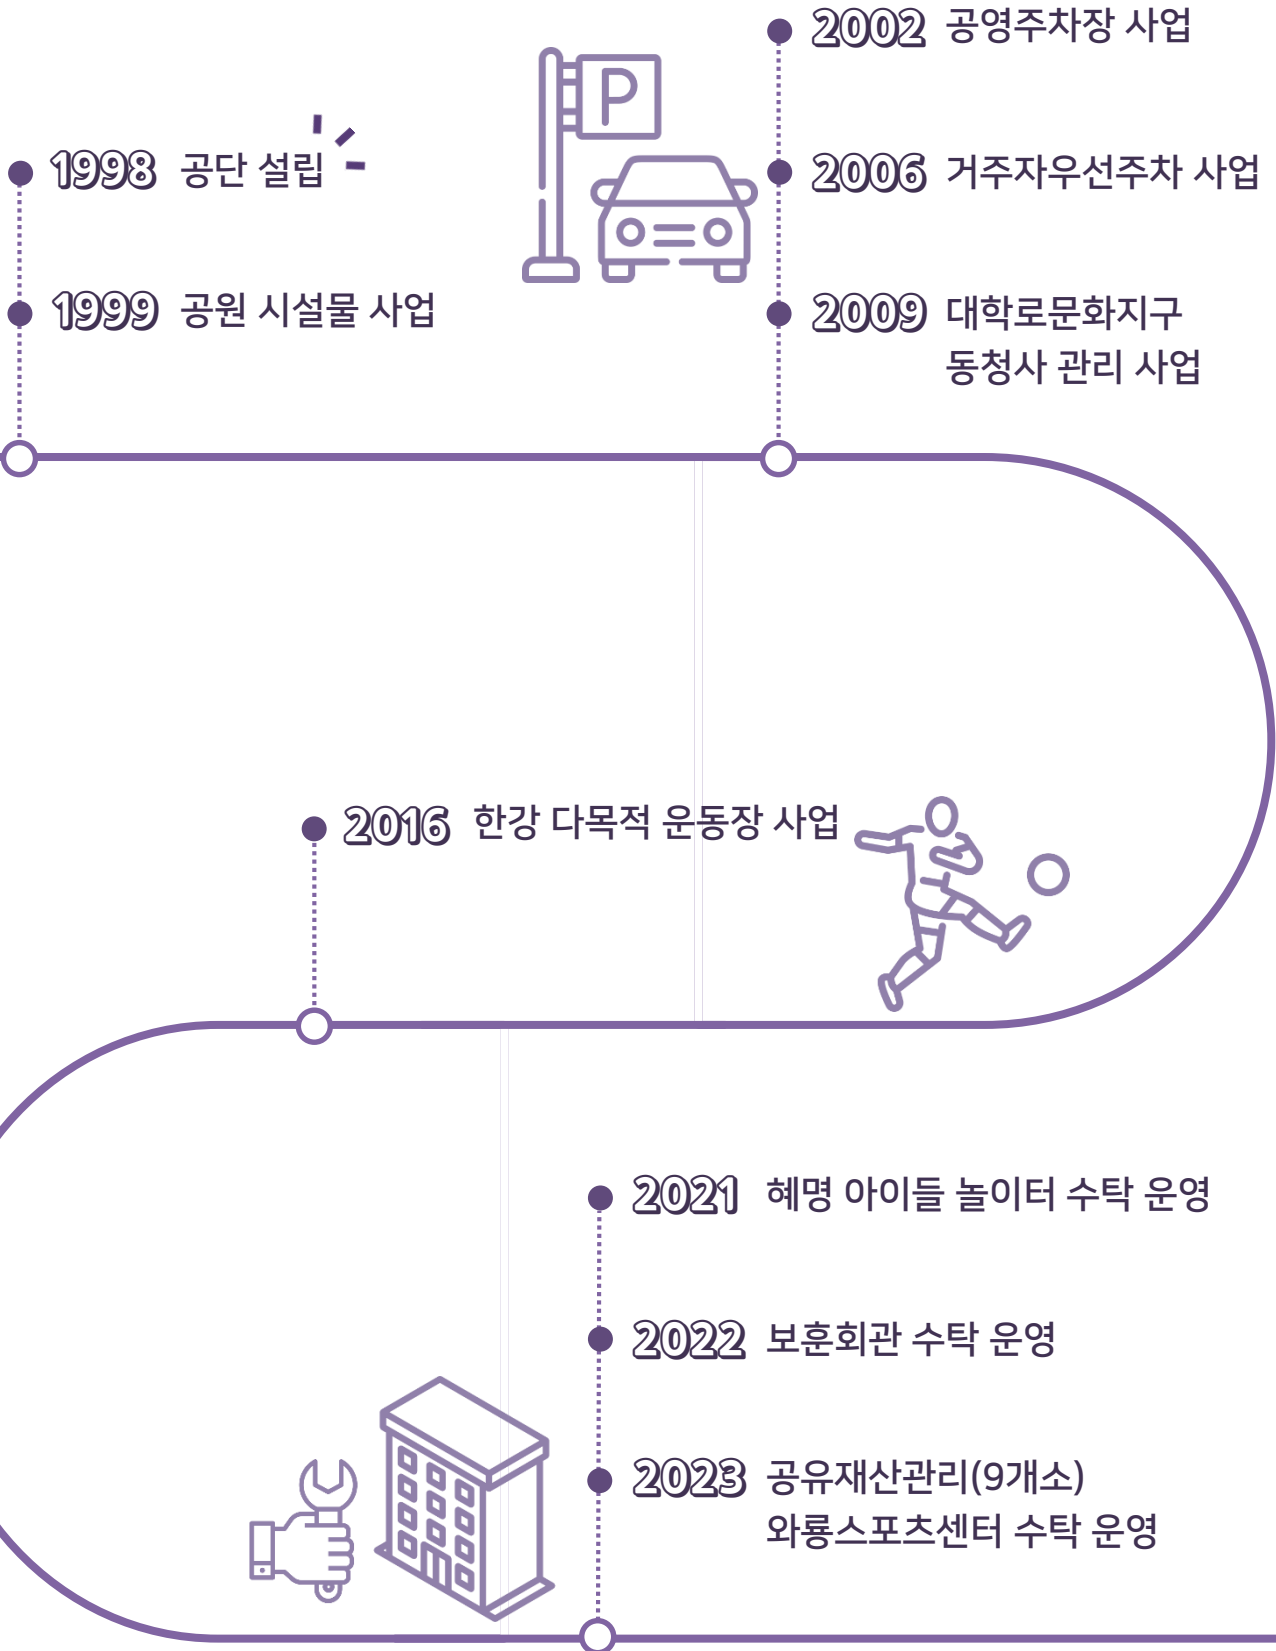 1998 공단 설립
1999 공원 시설물 사업
P
2002 공영주차장 사업
2006 거주자우선주차 사업
2009 대학로문화지구
동청사 관리 사업
2016 한강 다목적 운동장 사업
2021 혜명 아이들 놀이터 수탁 운영
2022 보훈회관 수탁 운영
2023 공유재산관리(9개소)
와룡스포츠센터 수탁 운영